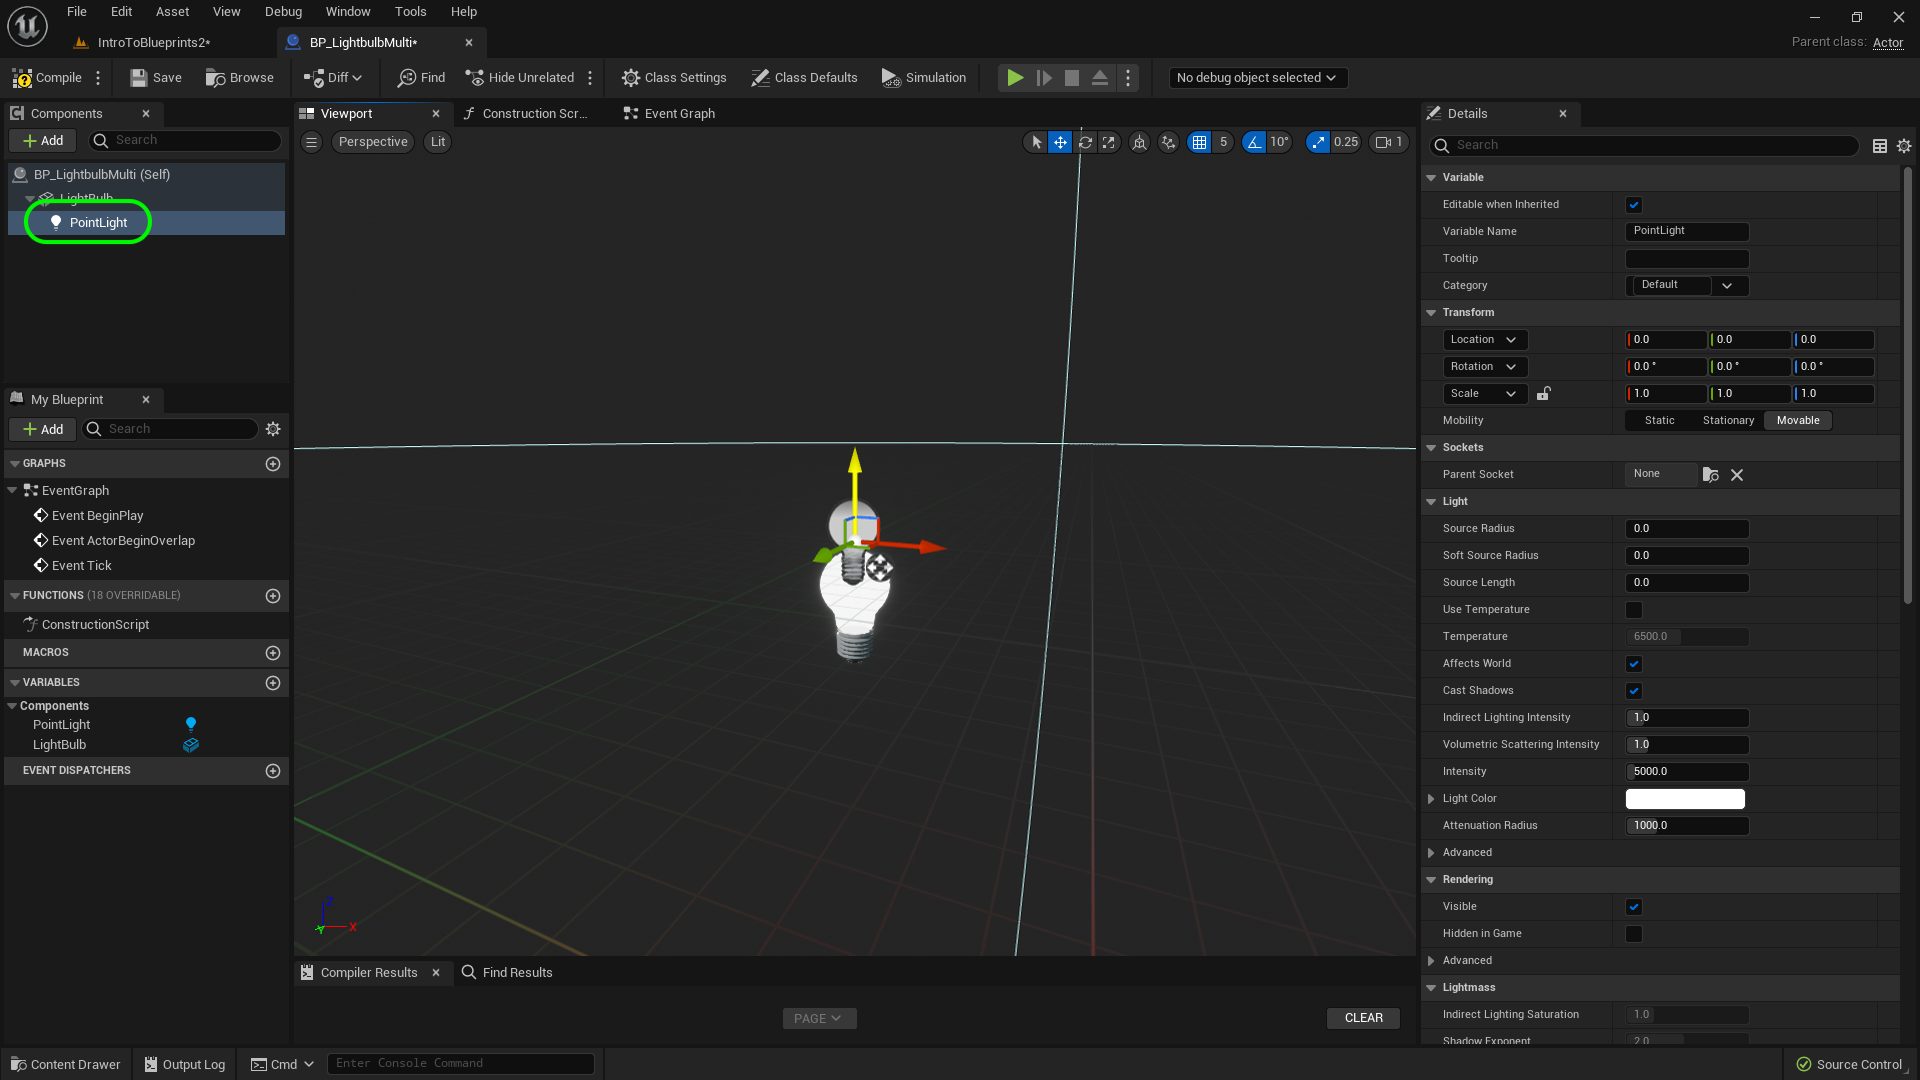 File Edit Asset View Debug Window Tools Help
IntroToBlueprints2* BP_LightbulbMulti*
Parent class: Actor
Compile Save Browse Diff Find Hide Unrelated Class Settings Class Defaults Simulation No debug object selected
Components
Add Search
BP_LightbulbMulti (Self)
LightBulb
PointLight
My Blueprint
Add Search
GRAPHS
EventGraph
Event BeginPlay
Event ActorBeginOverlap
Event Tick
FUNCTIONS (18 OVERRIDABLE)
ConstructionScript
MACROS
VARIABLES
Components
PointLight
LightBulb
EVENT DISPATCHERS
Viewport Construction Scr... Event Graph
Perspective Lit 5 10° 0.25 1
Z
X
Y
Compiler Results Find Results
PAGE CLEAR
Details
Search
Variable
Editable when Inherited
Variable Name PointLight
Tooltip
Category Default
Transform
Location 0.0 0.0 0.0
Rotation 0.0 ° 0.0 ° 0.0 °
Scale 1.0 1.0 1.0
Mobility Static Stationary Movable
Sockets
Parent Socket None
Light
Source Radius 0.0
Soft Source Radius 0.0
Source Length 0.0
Use Temperature
Temperature 6500.0
Affects World
Cast Shadows
Indirect Lighting Intensity 1.0
Volumetric Scattering Intensity 1.0
Intensity 5000.0
Light Color
Attenuation Radius 1000.0
Advanced
Rendering
Visible
Hidden in Game
Advanced
Lightmass
Indirect Lighting Saturation 1.0
Shadow Exponent 2.0
Content Drawer Output Log Cmd Enter Console Command Source Control